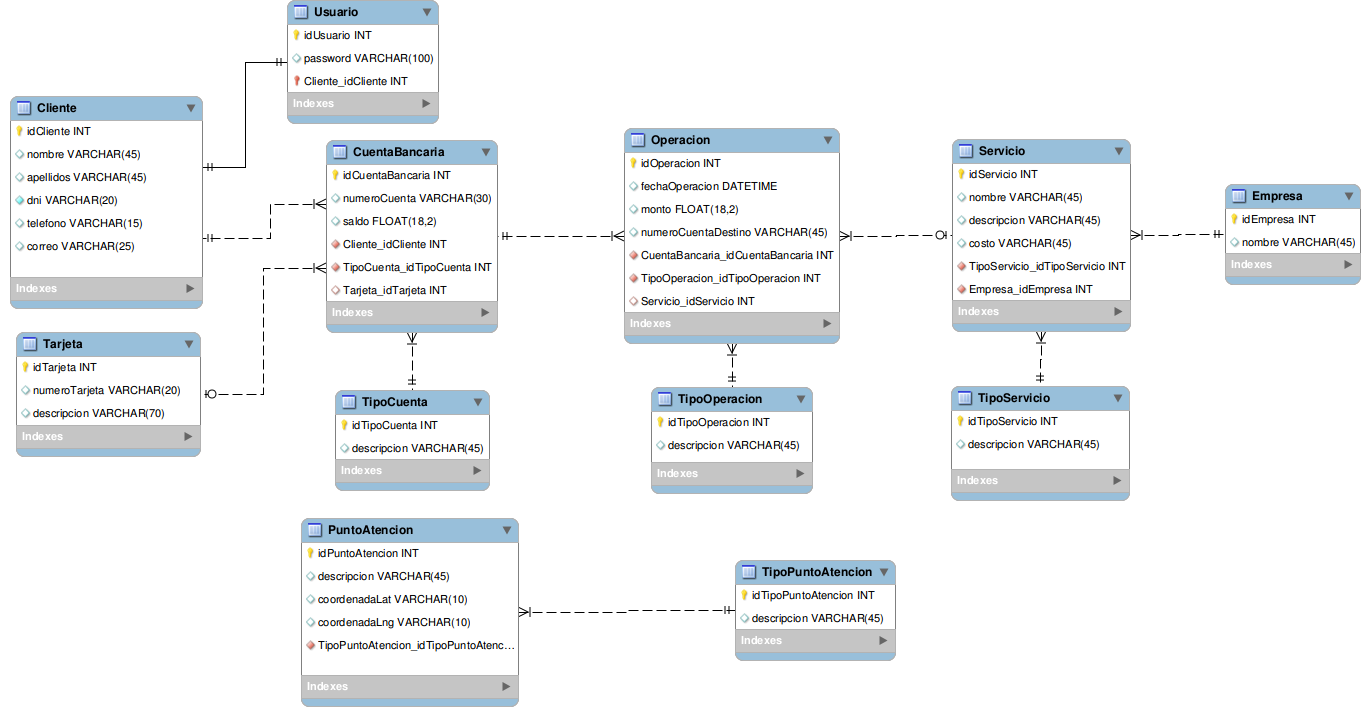 Usuario
idUsuario INT
password VARCHAR(100)
Cliente_idCliente INT
Indexes
Cliente
idCliente INT
nombre VARCHAR(45)
apellidos VARCHAR(45)
dni VARCHAR(20)
telefono VARCHAR(15)
correo VARCHAR(25)
Indexes
CuentaBancaria
idCuentaBancaria INT
numeroCuenta VARCHAR(30)
saldo FLOAT(18,2)
Cliente_idCliente INT
TipoCuenta_idTipoCuenta INT
Tarjeta_idTarjeta INT
Indexes
Operacion
idOperacion INT
fechaOperacion DATETIME
monto FLOAT(18,2)
numeroCuentaDestino VARCHAR(45)
CuentaBancaria_idCuentaBancaria INT
TipoOperacion_idTipoOperacion INT
Servicio_idServicio INT
Indexes
Servicio
idServicio INT
nombre VARCHAR(45)
descripcion VARCHAR(45)
costo VARCHAR(45)
TipoServicio_idTipoServicio INT
Empresa_idEmpresa INT
Indexes
Empresa
idEmpresa INT
nombre VARCHAR(45)
Indexes
Tarjeta
idTarjeta INT
numeroTarjeta VARCHAR(20)
descripcion VARCHAR(70)
Indexes
TipoCuenta
idTipoCuenta INT
descripcion VARCHAR(45)
Indexes
TipoOperacion
idTipoOperacion INT
descripcion VARCHAR(45)
Indexes
TipoServicio
idTipoServicio INT
descripcion VARCHAR(45)
Indexes
PuntoAtencion
idPuntoAtencion INT
descripcion VARCHAR(45)
coordenadaLat VARCHAR(10)
coordenadaLng VARCHAR(10)
TipoPuntoAtencion_idTipoPuntoAtenc...
Indexes
TipoPuntoAtencion
idTipoPuntoAtencion INT
descripcion VARCHAR(45)
Indexes